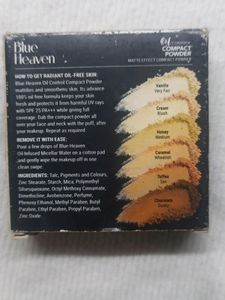 Blue
Heaven
COMPACT
POWDER
MATTE EFFECT COMPACT POWDER
HOW TO GET RADIANT OIL-FREE SKIN:
Blue Heaven Oil Control Compact Powder
mattifies and smoothens skin. Its advanced
100% oil free formula keeps your skin
fresh and protects it from harmful UV rays
with SPF 25 PA+++ while giving full
coverage. Dab the compact powder all
over your face and neck with the puff, after
your makeup. Repeat as required.
REMOVE IT WITH EASE:
Pour a few drops of Blue Heaven
Oil Infused Micellar Water on a cotton
pad and gently wipe the makeup off in one
clean swipe.
INGREDIENTS: Talc, Pigments and Colours,
Zinc Stearate, Starch, Mica, Polymethyl
Silsesquioxane, Octyl Methoxy Cinnamate,
Dimethicone, Avobenzone, Perfume,
Phenoxy Ethanol, Methyl Paraben, Butyl
Paraben, Ethyl Paraben, Propyl Paraben,
Zinc Oxide.
Vanilla
Very Fair
Cream
Blush
Honey
Medium
Caramel
Wheatish
Toffee
Tan
Chocolate
Dusky